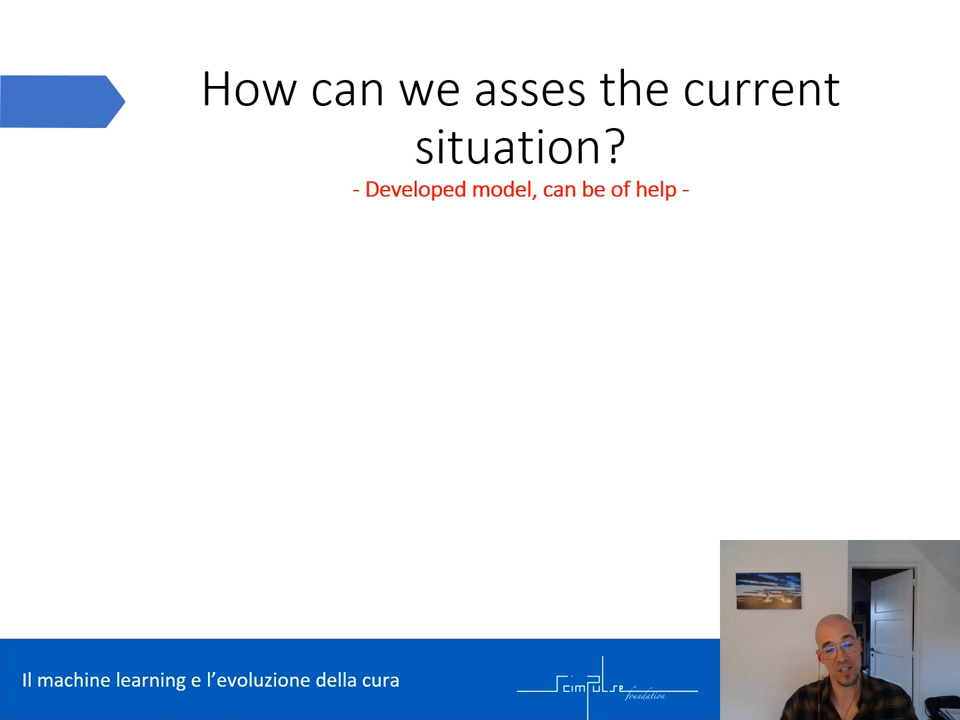 How can we asses the current
situation?
- Developed model, can be of help -
Il machine learning e l’evoluzione della cura
scimpulse
foundation